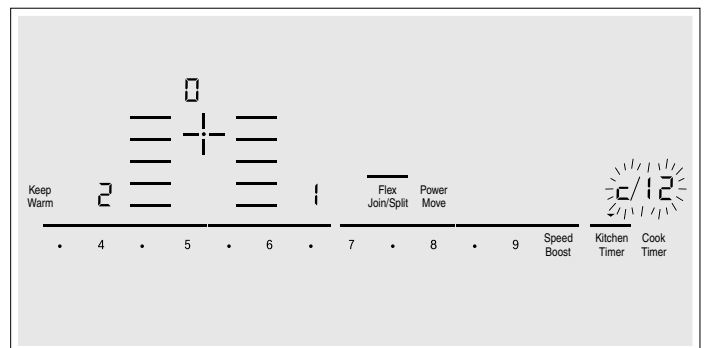 0
Keep
Warm
2
1
Flex
Join/Split
Power
Move
c/12
. 4 . 5 . 6 . 7 . 8 . 9
Speed
Boost
Kitchen
Timer
Cook
Timer